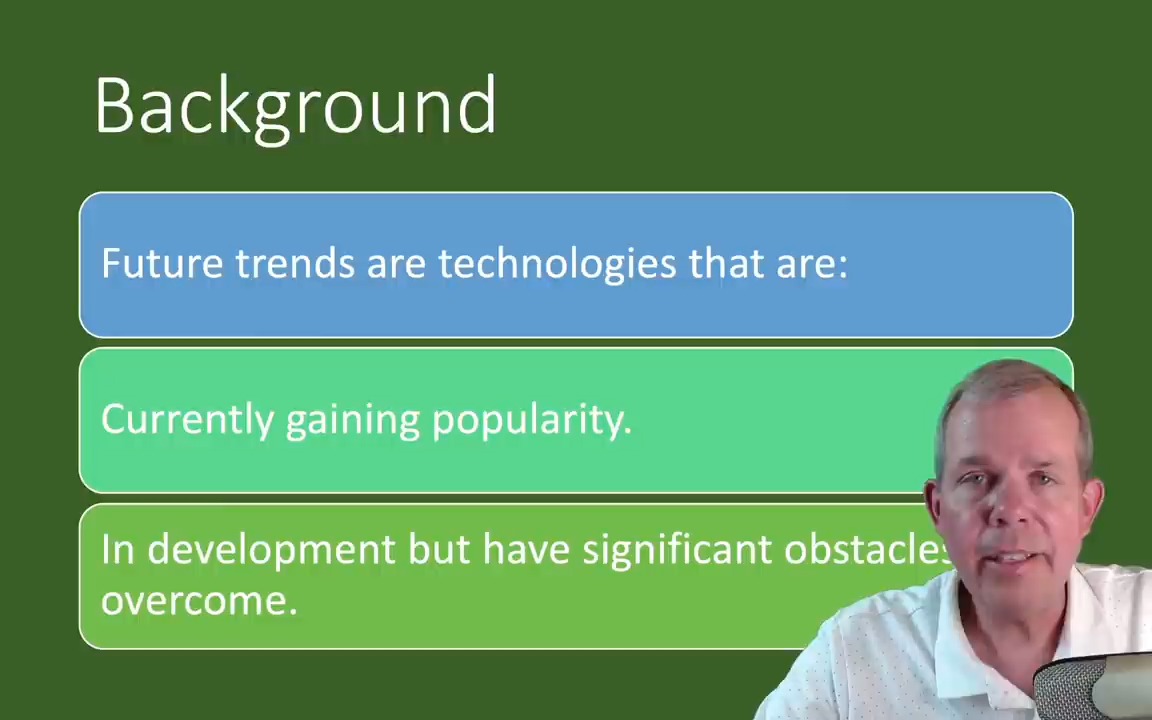 Background
Future trends are technologies that are:
Currently gaining popularity.
In development but have significant obstacles
overcome.